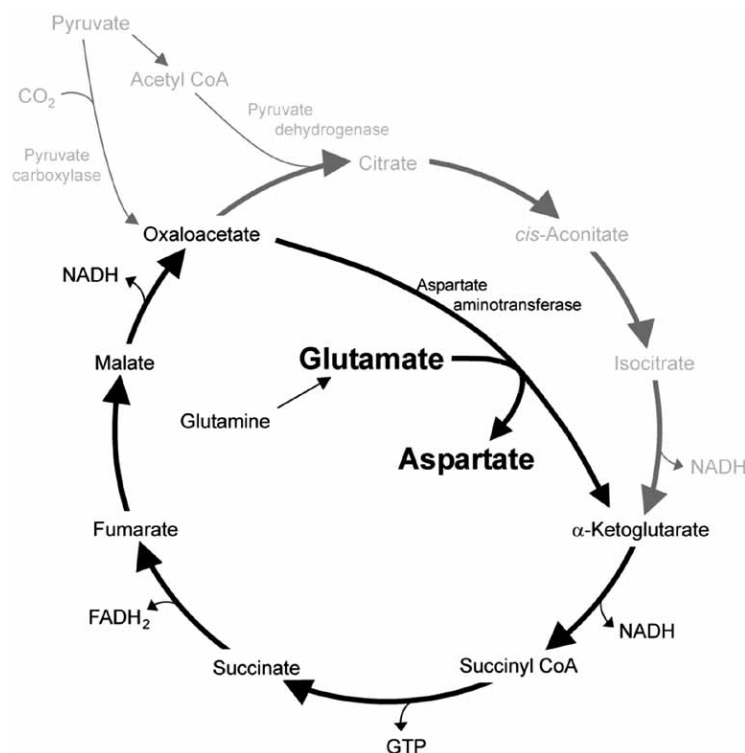 Pyruvate
Acetyl CoA
CO₂
Pyruvate
dehydrogenase
Pyruvate
carboxylase
Citrate
Oxaloacetate
cis-Aconitate
NADH
Aspartate
aminotransferase
Malate
Glutamate
Isocitrate
Glutamine
Aspartate
NADH
Fumarate
α-Ketoglutarate
FADH₂
NADH
Succinate
Succinyl CoA
GTP